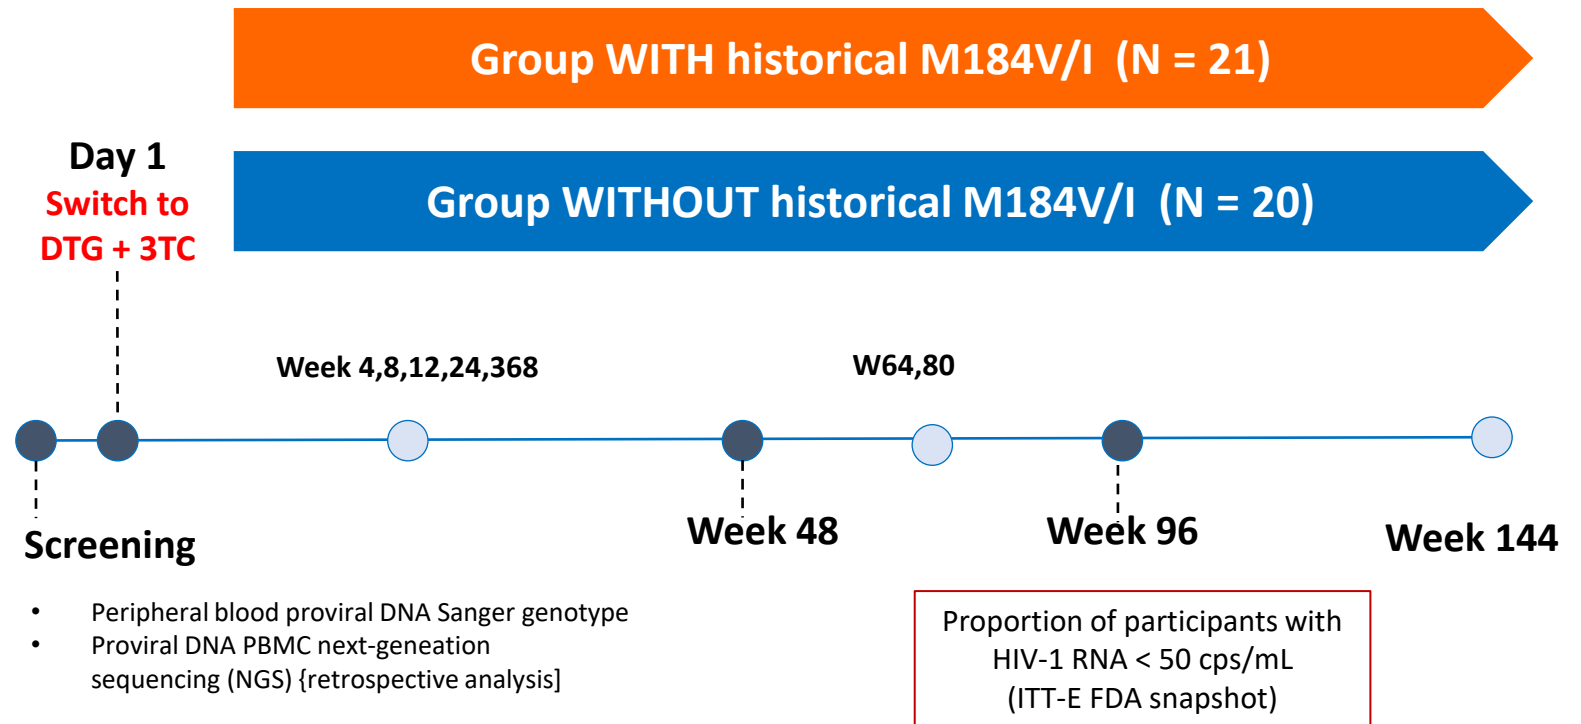 Group WITH historical M184V/I (N = 21)
Day 1
Switch to
DTG + 3TC
Group WITHOUT historical M184V/I (N = 20)
Week 4,8,12,24,368
W64,80
Screening
Week 48
Week 96
Week 144
• Peripheral blood proviral DNA Sanger genotype
• Proviral DNA PBMC next-geneation
sequencing (NGS) {retrospective analysis]
Proportion of participants with
HIV-1 RNA < 50 cps/mL
(ITT-E FDA snapshot)